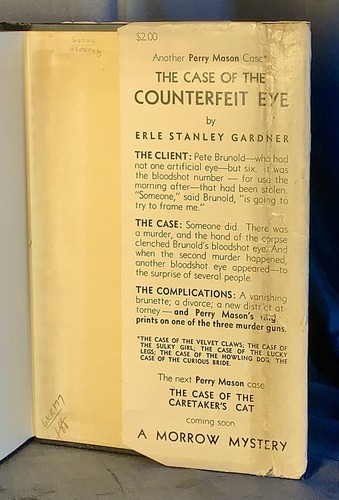 $2.00
Another Perry Mason Case*
THE CASE OF THE
COUNTERFEIT EYE
by
ERLE STANLEY GARDNER
THE CLIENT: Pete Brunold—who had
not one artificial eye—but six. It was
the bloodshot number — for use the
morning after—that had been stolen.
"Someone," said Brunold, "is going to
try to frame me."
THE CASE: Someone did. There was
a murder, and the hand of the corpse
clenched Brunold's bloodshot eye. And
when the second murder happened,
another bloodshot eye appeared—to
the surprise of several people.
THE COMPLICATIONS: A vanishing
brunette; a divorce; a new district at-
torney — and Perry Mason's
prints on one of the three murder guns.
*THE CASE OF THE VELVET CLAWS; THE CASE OF
THE SULKY GIRL; THE CASE OF THE LUCKY
LEGS; THE CASE OF THE HOWLING DOG; THE
CASE OF THE CURIOUS BRIDE.
The next Perry Mason case
THE CASE OF THE
CARETAKER'S CAT
coming soon
A MORROW MYSTERY